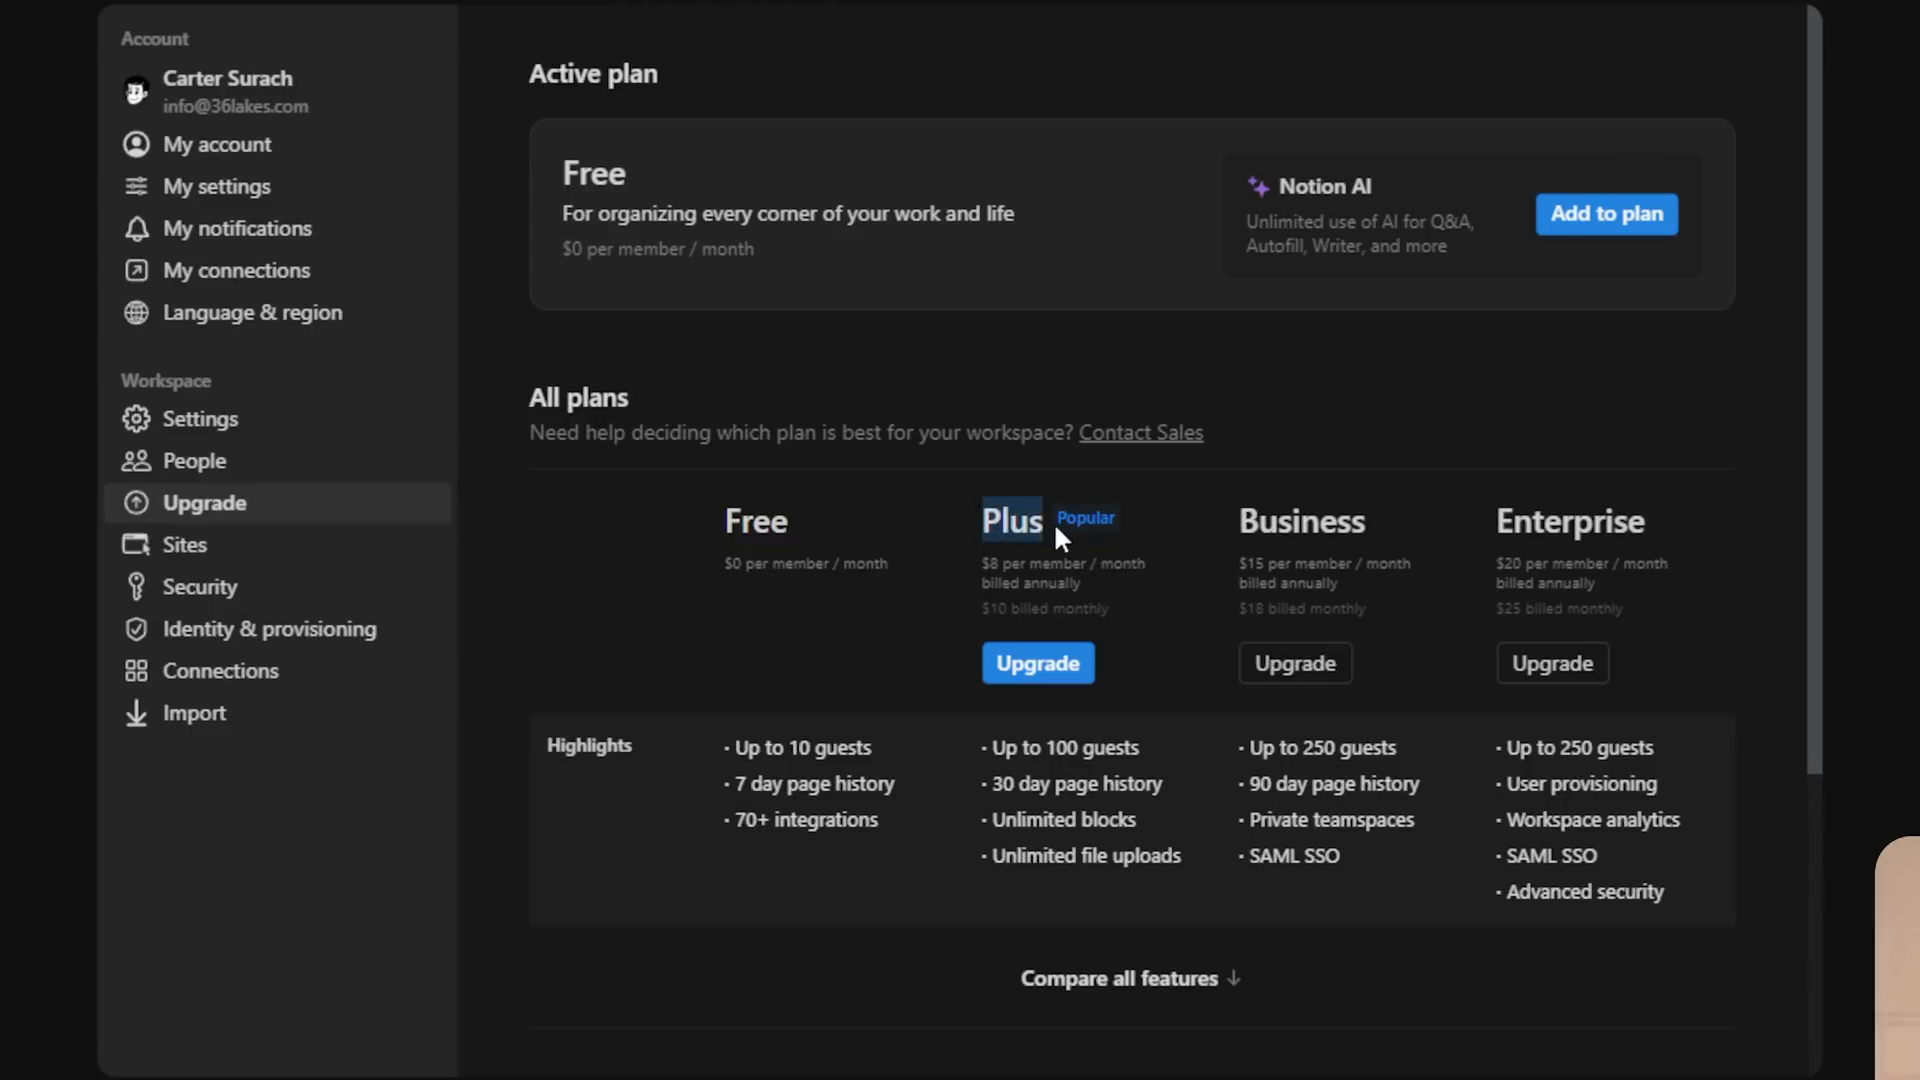 Account
Carter Surach
info@36lakes.com
My account
My settings
My notifications
My connections
Language & region
Workspace
Settings
People
Upgrade
Sites
Security
Identity & provisioning
Connections
Import
Active plan
Free
For organizing every corner of your work and life
$0 per member / month
Notion AI
Unlimited use of AI for Q&A,
Autofill, Writer, and more
Add to plan
All plans
Need help deciding which plan is best for your workspace? Contact Sales
Free
$0 per member / month
Plus Popular
$8 per member / month
billed annually
$10 billed monthly
Upgrade
Business
$15 per member / month
billed annually
$18 billed monthly
Upgrade
Enterprise
$20 per member / month
billed annually
$25 billed monthly
Upgrade
Highlights
· Up to 10 guests
· 7 day page history
· 70+ integrations
· Up to 100 guests
· 30 day page history
· Unlimited blocks
· Unlimited file uploads
· Up to 250 guests
· 90 day page history
· Private teamspaces
· SAML SSO
· Up to 250 guests
· User provisioning
· Workspace analytics
· SAML SSO
· Advanced security
Compare all features ↓